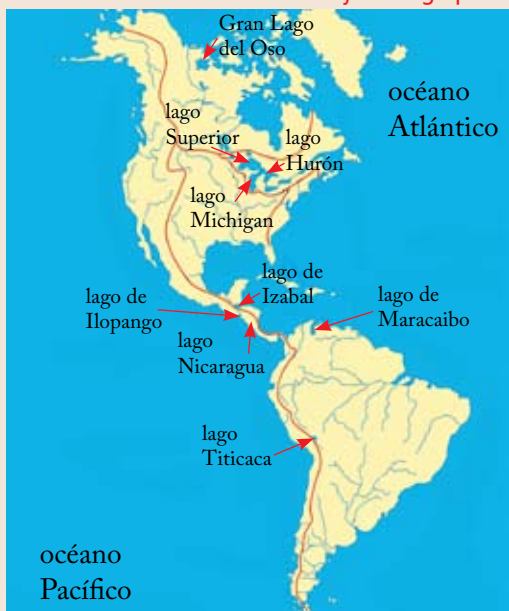 Gran Lago
del Oso
océano
Atlántico
lago
Superior
lago
Hurón
lago
Michigan
lago de
Izabal
lago de
Ilopango
lago de
Maracaibo
lago
Nicaragua
lago
Titicaca
océano
Pacífico